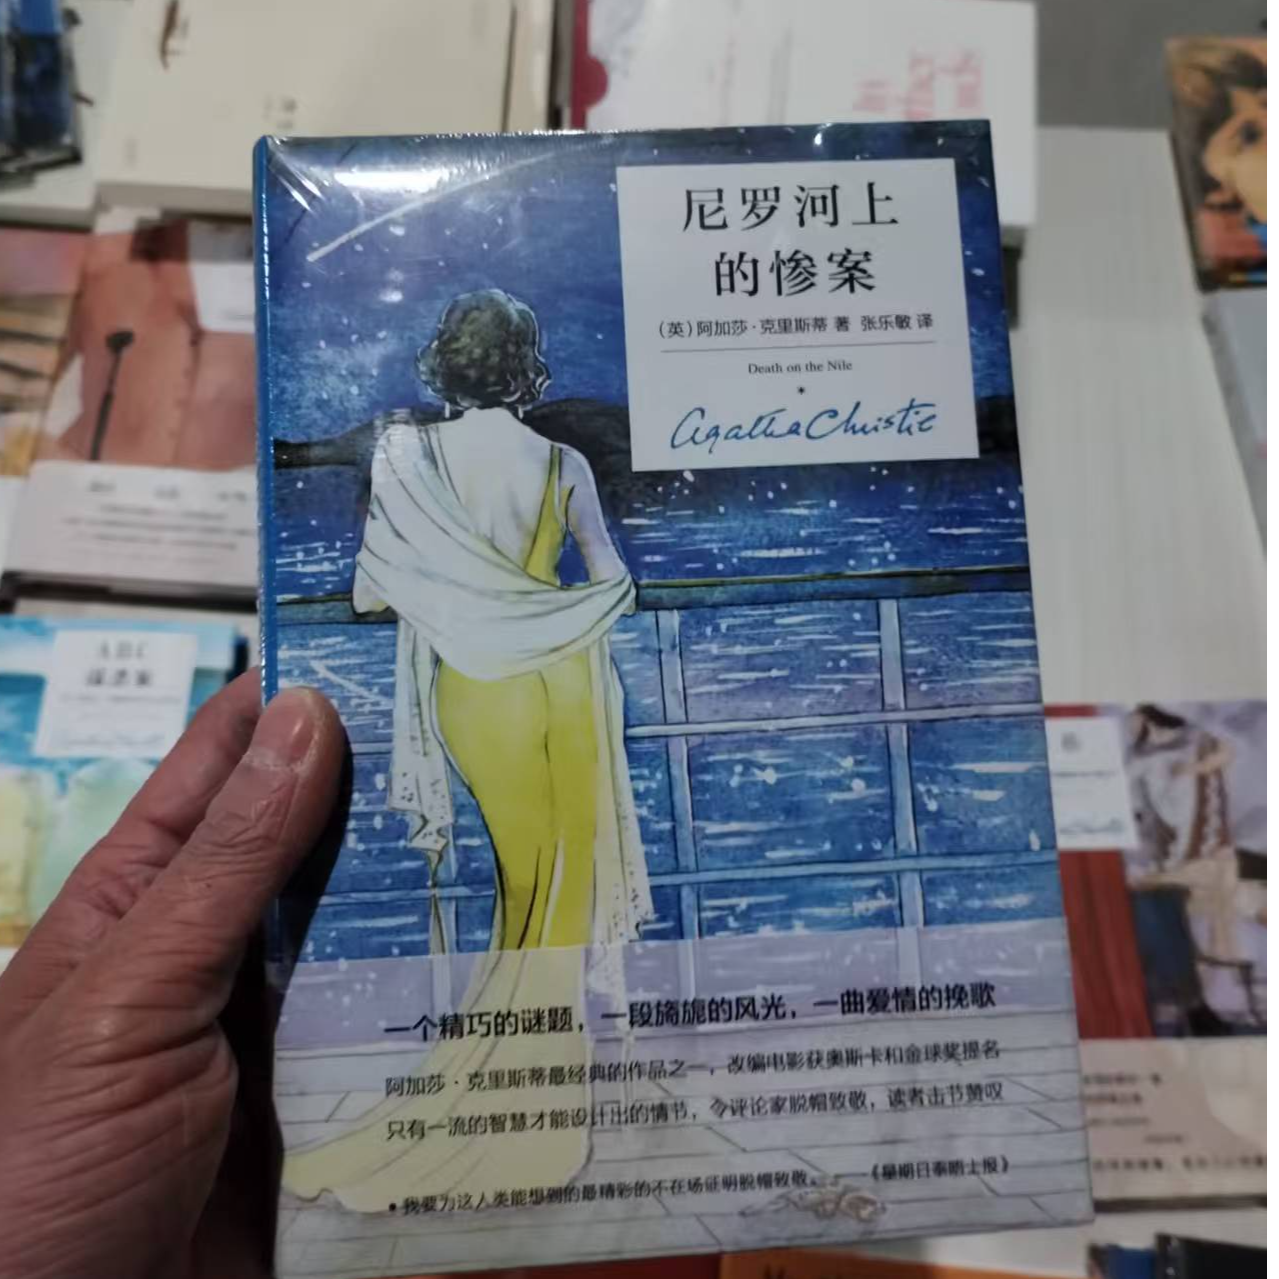 尼罗河上
的惨案
(英)阿加莎·克里斯蒂 著 张乐敏 译
Death on the Nile
*
Agatha Christie
一个精巧的谜题，一段旖旎的风光，一曲爱情的挽歌
阿加莎·克里斯蒂最经典的作品之一，改编电影获奥斯卡和金球奖提名
只有一流的智慧才能设计出的情节，令评论家脱帽致敬，读者击节赞叹
•我要为这人类能想到的最精彩的不在场证明脱帽致敬。——《星期日泰晤士报》
ABC
谋杀案